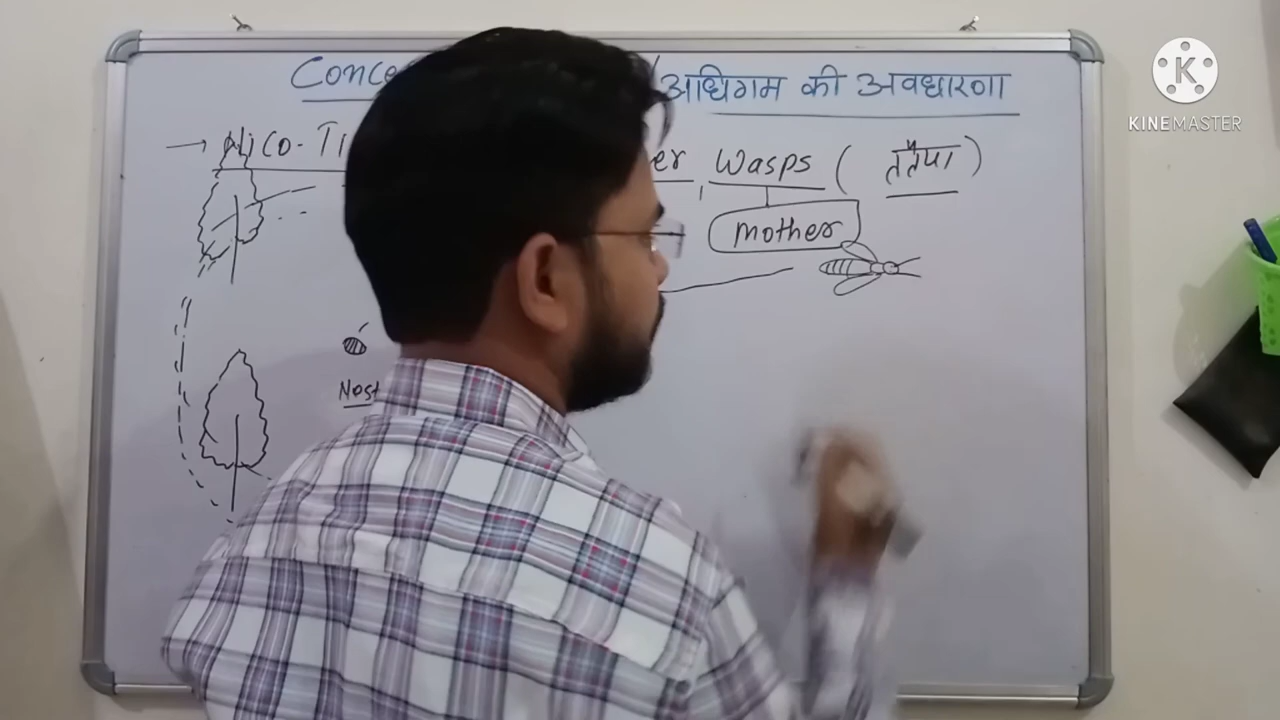 Conce अधिगम की अवधारणा
→ Nico-Ti er Wasps ( ततैया )
mother
Nest
KINEMASTER